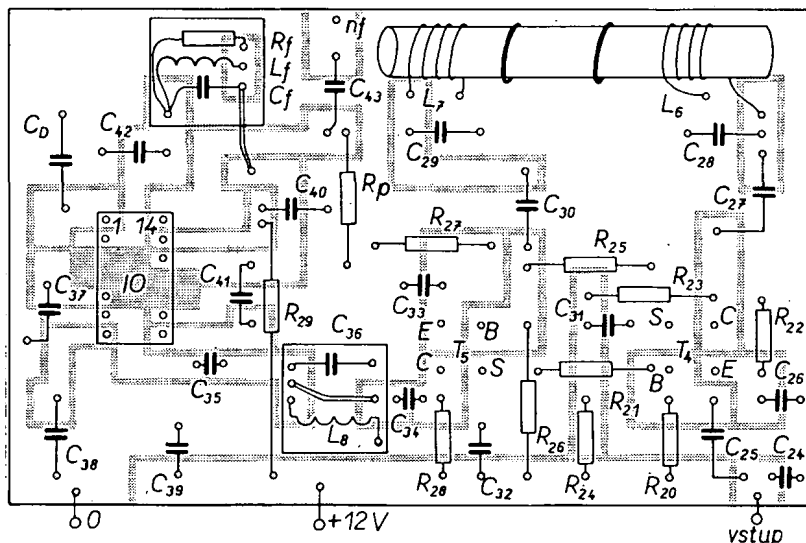 nf
Rf
Lf
Cf
C43
L7
L6
CD
C42
C29
C28
C40
Rp
C30
C27
1 14
IO
R27
R25
C37
C41
R29
C33
R23
C31
S
C
R22
E
B
C36
C
T5
S
T4
B
E
C35
R21
C26
C34
L8
R26
C38
C39
R28
C32
R24
R20
C25
C24
0
+12V
vstup